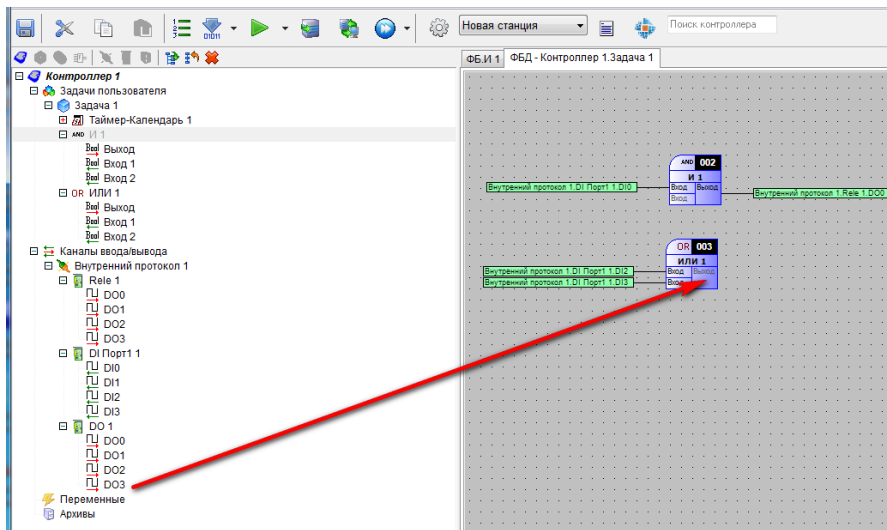 Новая станция
Поиск контроллера
ФБ.И 1
ФБД - Контроллер 1.Задача 1
Контроллер 1
Задачи пользователя
Задача 1
Таймер-Календарь 1
AND И 1
Bool Выход
Bool Вход 1
Bool Вход 2
OR ИЛИ 1
Bool Выход
Bool Вход 1
Bool Вход 2
Каналы ввода/вывода
Внутренний протокол 1
Rele 1
DO0
DO1
DO2
DO3
DI Порт1 1
DI0
DI1
DI2
DI3
DO 1
DO0
DO1
DO2
DO3
Переменные
Архивы
AND 002
И 1
Внутренний протокол 1.DI Порт1 1.DI0
Вход Выход
Вход
Внутренний протокол 1.Rele 1.DO0
OR 003
ИЛИ 1
Внутренний протокол 1.DI Порт1 1.DI2
Вход Выход
Внутренний протокол 1.DI Порт1 1.DI3
Вход